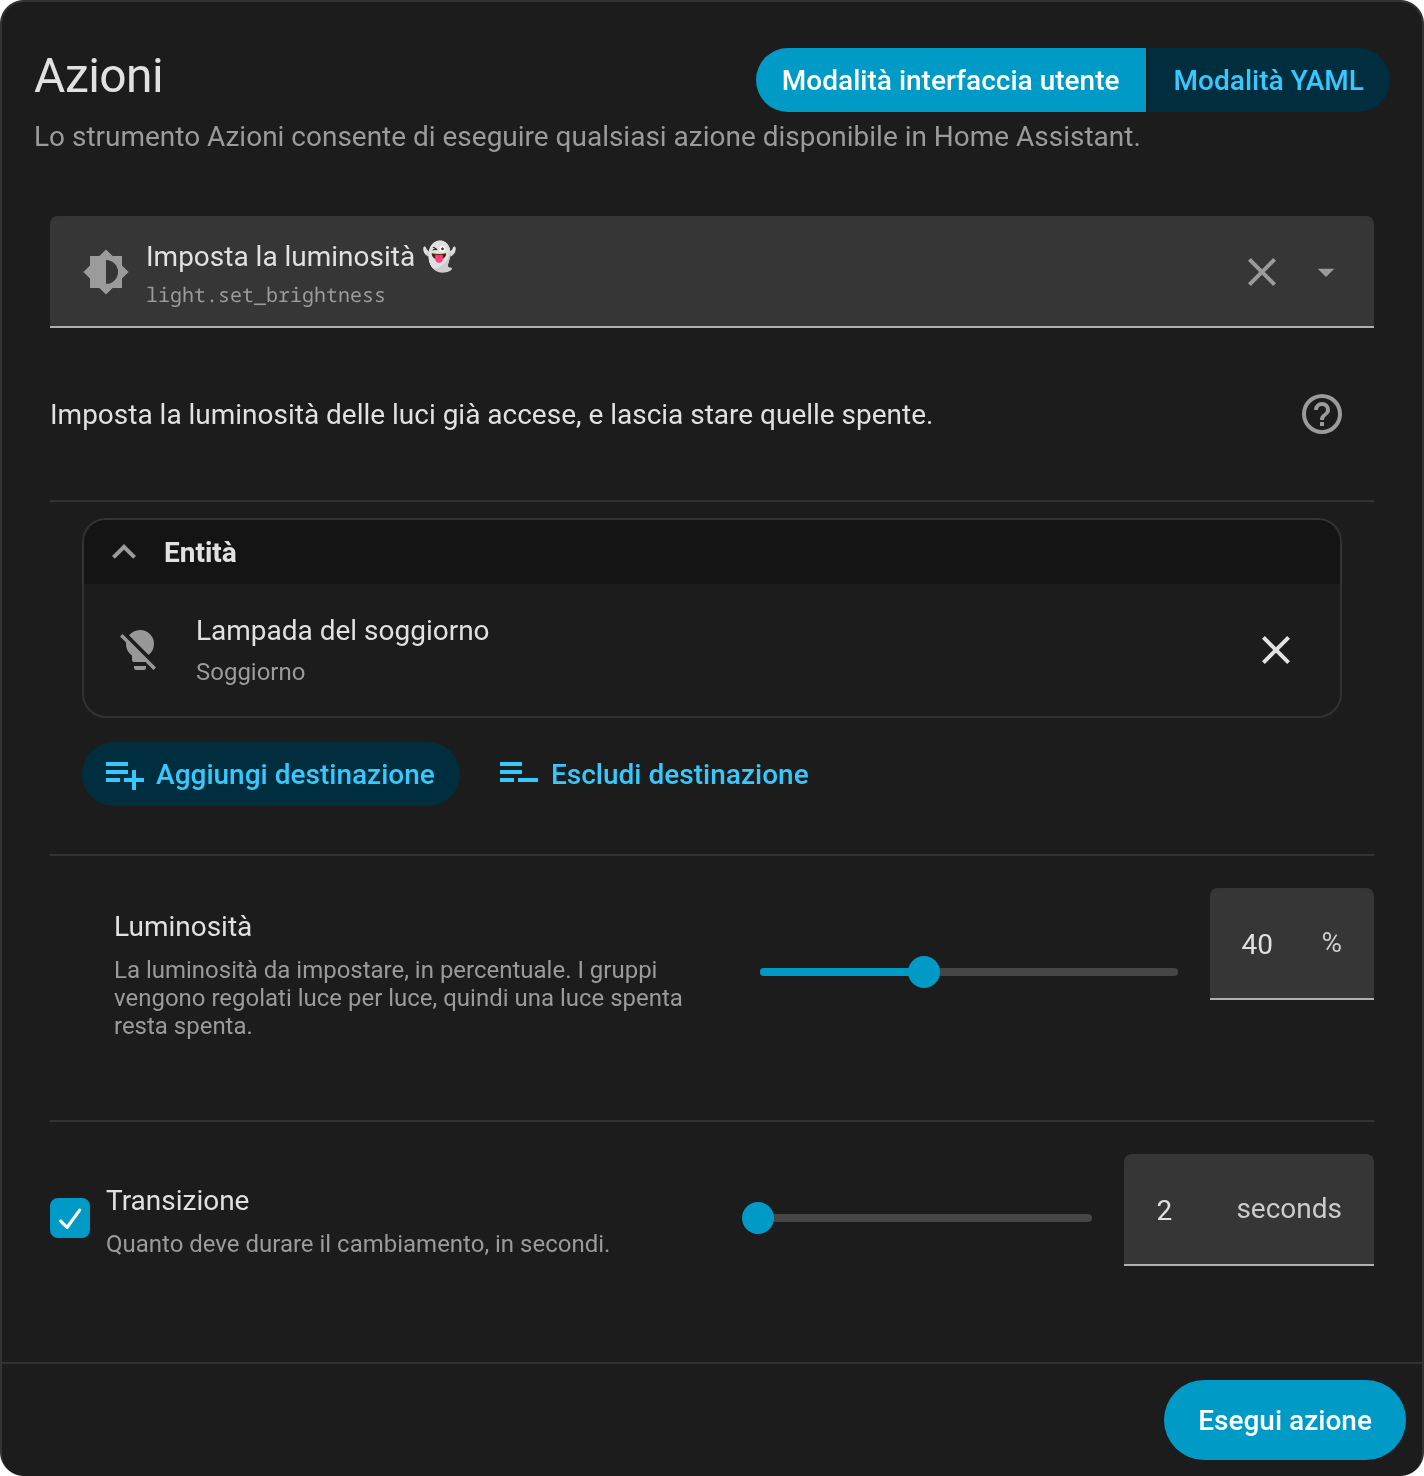 Azioni
Modalità interfaccia utente
Modalità YAML
Lo strumento Azioni consente di eseguire qualsiasi azione disponibile in Home Assistant.
Imposta la luminosità 👻
light.set_brightness
Imposta la luminosità delle luci già accese, e lascia stare quelle spente.
Entità
Lampada del soggiorno
Soggiorno
Aggiungi destinazione
Escludi destinazione
Luminosità
La luminosità da impostare, in percentuale. I gruppi
vengono regolati luce per luce, quindi una luce spenta
resta spenta.
40 %
Transizione
Quanto deve durare il cambiamento, in secondi.
2 seconds
Esegui azione